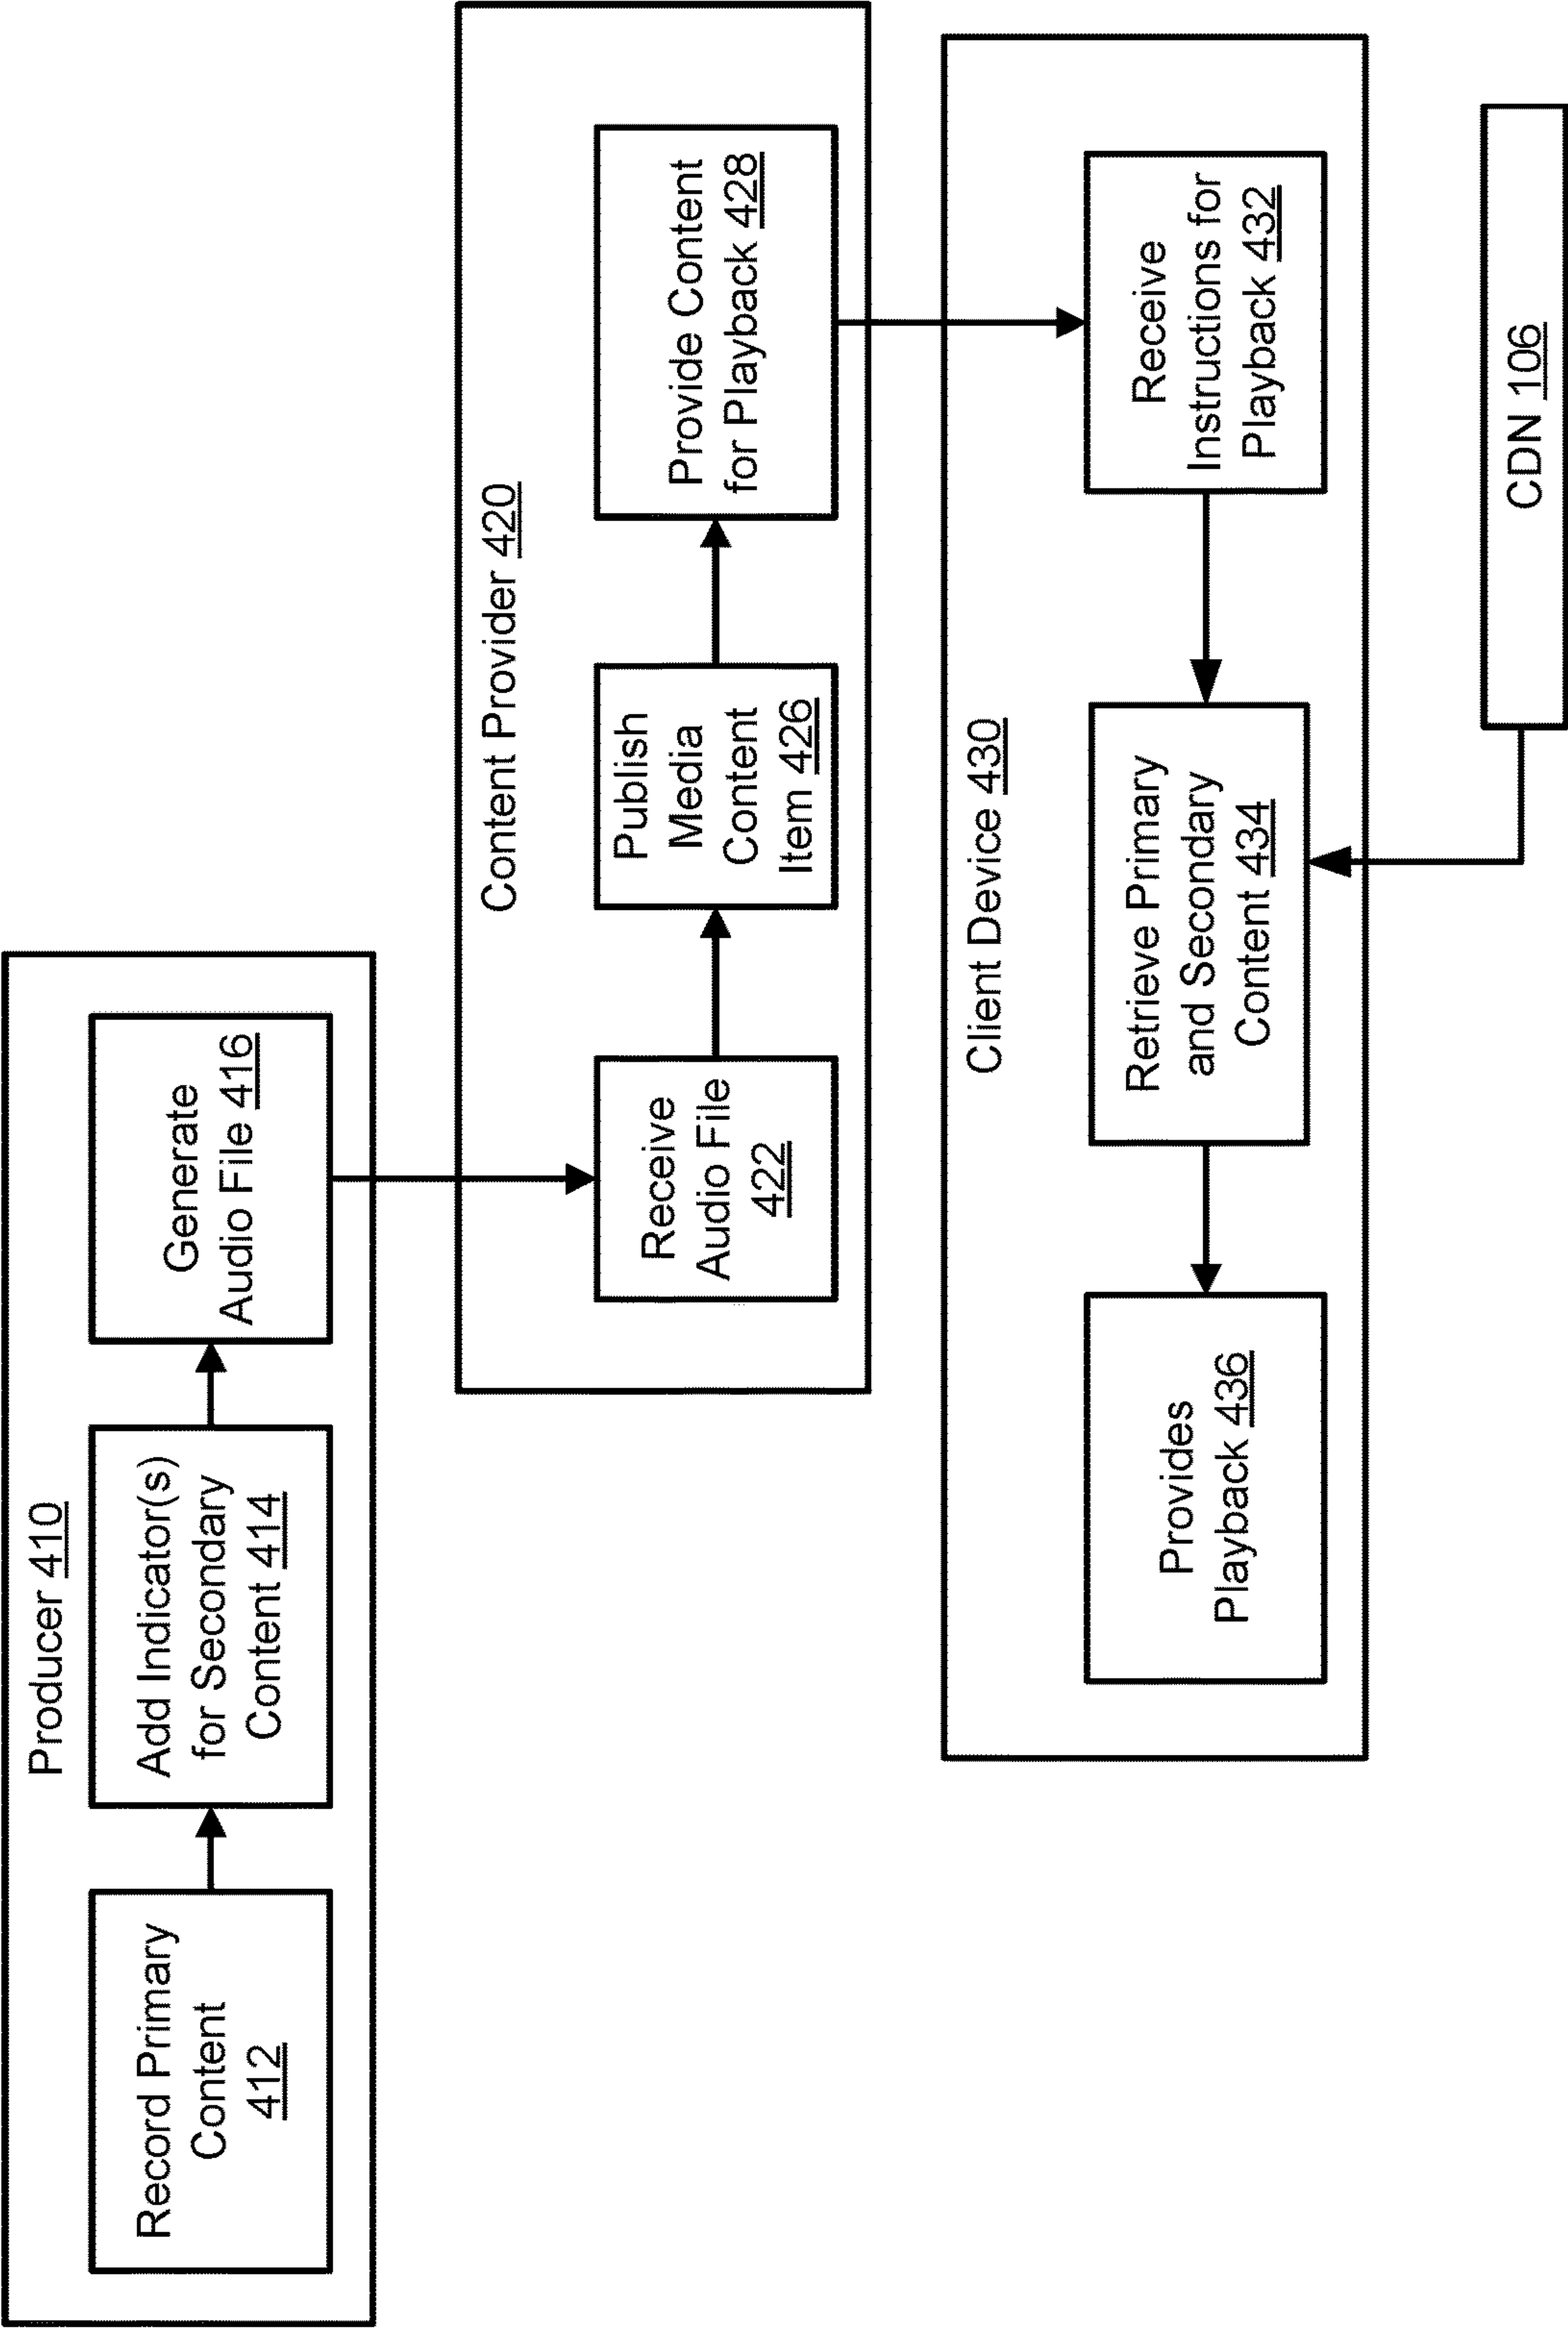 Producer 410
Record Primary
Content
412
Add Indicator(s)
for Secondary
Content 414
Generate
Audio File 416
Content Provider 420
Receive
Audio File
422
Publish
Media
Content
Item 426
Provide Content
for Playback 428
Client Device 430
Provides
Playback 436
Retrieve Primary
and Secondary
Content 434
Receive
Instructions for
Playback 432
CDN 106